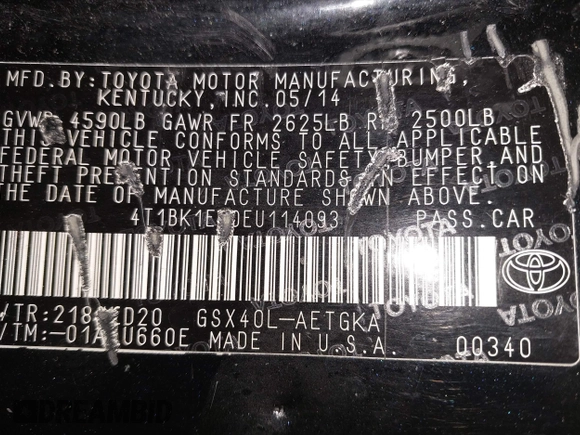 MFD.BY:TOYOTA MOTOR MANUFACTURING,
KENTUCKY,INC.05/14
4590LB GAWR FR 2625LB 2500LB
THIS VEHICLE CONFORMS TO ALL APPLICABLE
FEDERAL MOTOR VEHICLE SAFETY,BUMPER,AND
THEFT PREVENTION STANDARDS IN EFFECT ON
THE DATE OF MANUFACTURE SHOWN ABOVE.
PASS.CAR
GSX40L-AETGKA
MADE IN U.S.A. 00340
DREAMBID